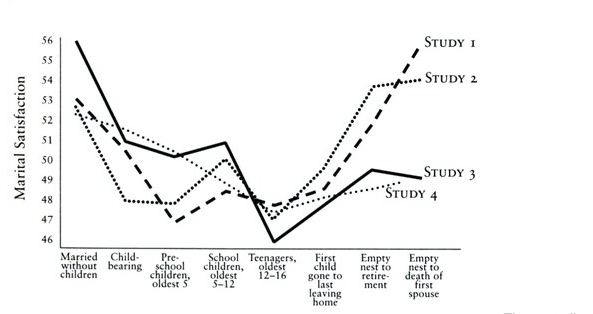 56
55
54
53
52
51
50
49
48
47
46
Marital Satisfaction
STUDY 1
STUDY 2
STUDY 3
STUDY 4
Married
without
children
Child-
bearing
Pre-
school
children,
oldest 5
School
children,
oldest
5–12
Teenagers,
oldest
12–16
First
child
gone to
last
leaving
home
Empty
nest to
retire-
ment
Empty
nest to
death of
first
spouse